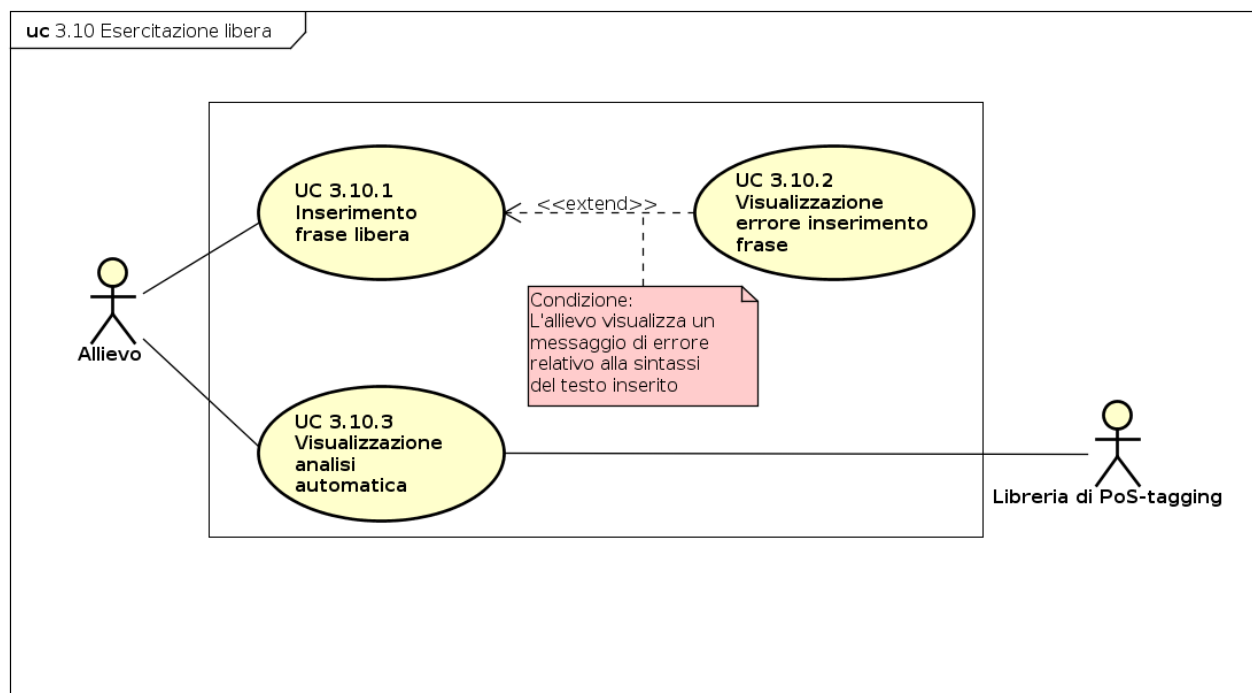 uc 3.10 Esercitazione libera
UC 3.10.1
Inserimento
frase libera
<<extend>>
UC 3.10.2
Visualizzazione
errore inserimento
frase
Condizione:
L'allievo visualizza un
messaggio di errore
relativo alla sintassi
del testo inserito
Allievo
UC 3.10.3
Visualizzazione
analisi
automatica
Libreria di PoS-tagging